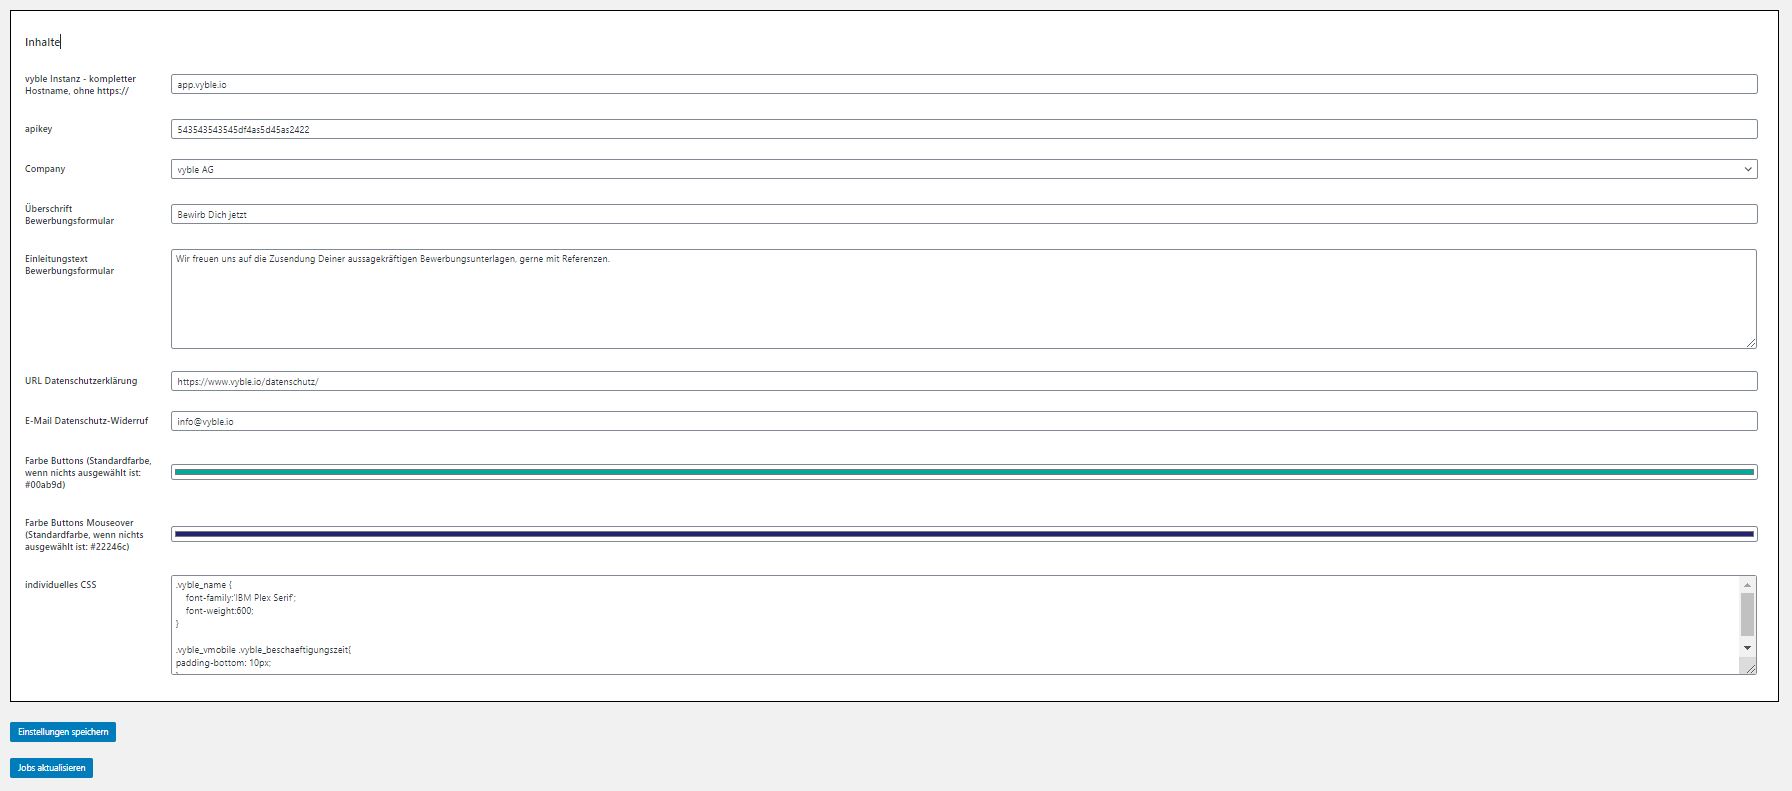 Inhalte
vyble Instanz - kompletter
Hostname, ohne https://
app.vyble.io
apikey
543543543545df4as5d45as2422
Company
vyble AG
Überschrift
Bewerbungsformular
Bewirb Dich jetzt
Einleitungstext
Bewerbungsformular
Wir freuen uns auf die Zusendung Deiner aussagekräftigen Bewerbungsunterlagen, gerne mit Referenzen.
URL Datenschutzerklärung
https://www.vyble.io/datenschutz/
E-Mail Datenschutz-Widerruf
info@vyble.io
Farbe Buttons (Standardfarbe,
wenn nichts ausgewählt ist:
#00ab9d)
Farbe Buttons Mouseover
(Standardfarbe, wenn nichts
ausgewählt ist: #22246c)
individuelles CSS
.vyble_name {
font-family:'IBM Plex Serif';
font-weight:600;
}
.vyble_vmobile .vyble_beschaeftigungszeit{
padding-bottom: 10px;
Einstellungen speichern
Jobs aktualisieren